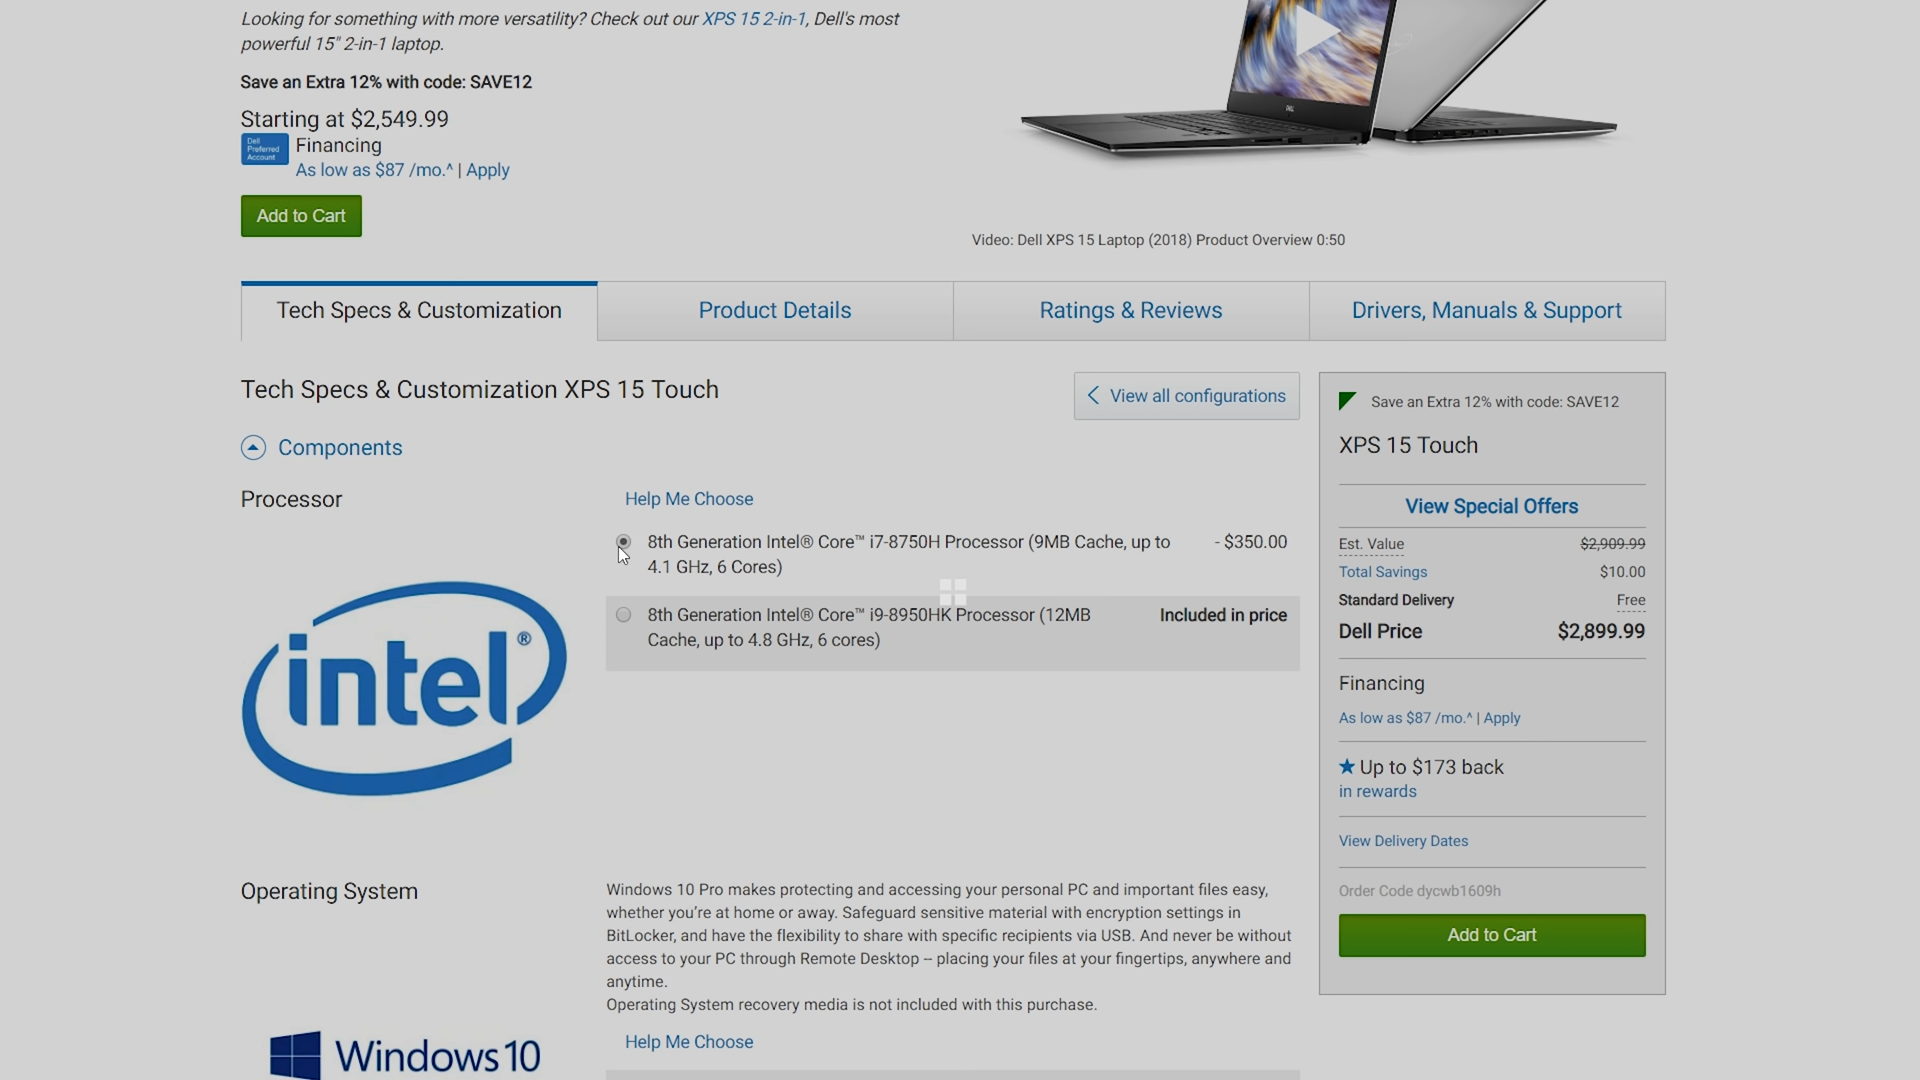 Looking for something with more versatility? Check out our XPS 15 2-in-1, Dell's most
powerful 15" 2-in-1 laptop.
Save an Extra 12% with code: SAVE12
Starting at $2,549.99
Dell
Preferred
Account
Financing
As low as $87 /mo.^ | Apply
Add to Cart
DELL
Video: Dell XPS 15 Laptop (2018) Product Overview 0:50
Tech Specs & Customization
Product Details
Ratings & Reviews
Drivers, Manuals & Support
Tech Specs & Customization XPS 15 Touch
View all configurations
Components
Processor
Help Me Choose
8th Generation Intel® Core™ i7-8750H Processor (9MB Cache, up to
4.1 GHz, 6 Cores)
- $350.00
8th Generation Intel® Core™ i9-8950HK Processor (12MB
Cache, up to 4.8 GHz, 6 cores)
Included in price
intel®
Operating System
Windows 10 Pro makes protecting and accessing your personal PC and important files easy,
whether you're at home or away. Safeguard sensitive material with encryption settings in
BitLocker, and have the flexibility to share with specific recipients via USB. And never be without
access to your PC through Remote Desktop – placing your files at your fingertips, anywhere and
anytime.
Operating System recovery media is not included with this purchase.
Windows 10
Help Me Choose
Save an Extra 12% with code: SAVE12
XPS 15 Touch
View Special Offers
Est. Value $2,909.99
Total Savings $10.00
Standard Delivery Free
Dell Price $2,899.99
Financing
As low as $87 /mo.^ | Apply
Up to $173 back
in rewards
View Delivery Dates
Order Code dycwb1609h
Add to Cart